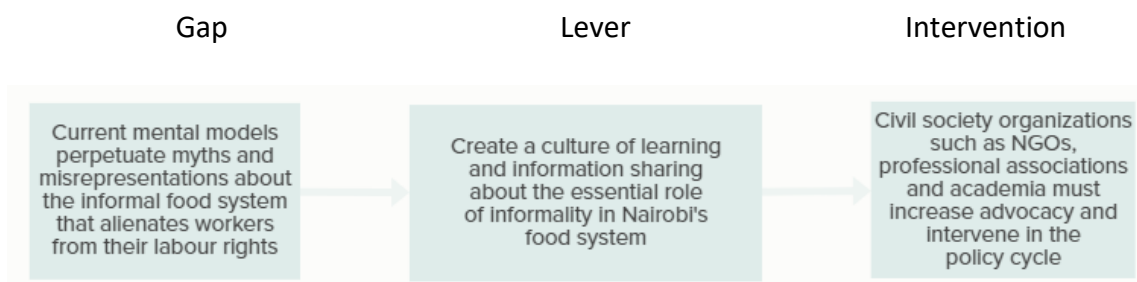 Gap
Lever
Intervention
Current mental models
perpetuate myths and
misrepresentations about
the informal food system
that alienates workers
from their labour rights
Create a culture of learning
and information sharing
about the essential role
of informality in Nairobi's
food system
Civil society organizations
such as NGOs,
professional associations
and academia must
increase advocacy and
intervene in the
policy cycle